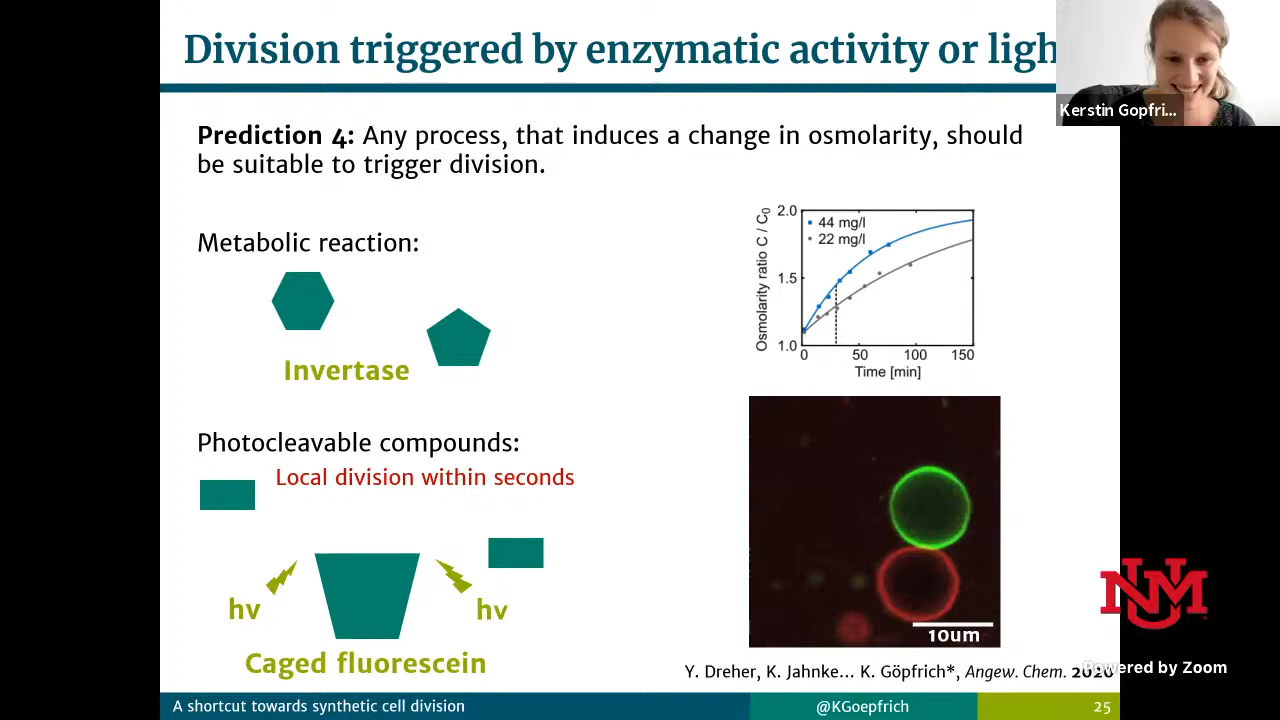 Division triggered by enzymatic activity or ligh
Kerstin Gopfri...
Prediction 4: Any process, that induces a change in osmolarity, should
be suitable to trigger division.
Metabolic reaction:
Invertase
Photocleavable compounds:
Local division within seconds
hv
hv
Caged fluorescein
Osmolarity ratio C / C0
2.0
1.5
1.0
44 mg/l
22 mg/l
0 50 100 150
Time [min]
10um
UNM
Y. Dreher, K. Jahnke... K. Göpfrich*, Angew. Chem. 2020
Powered by Zoom
A shortcut towards synthetic cell division
@KGoepfrich
25